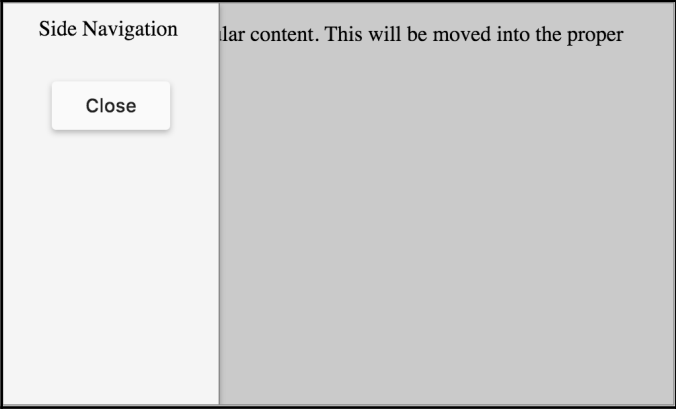 Side Navigation
content. This will be moved into the proper
Close